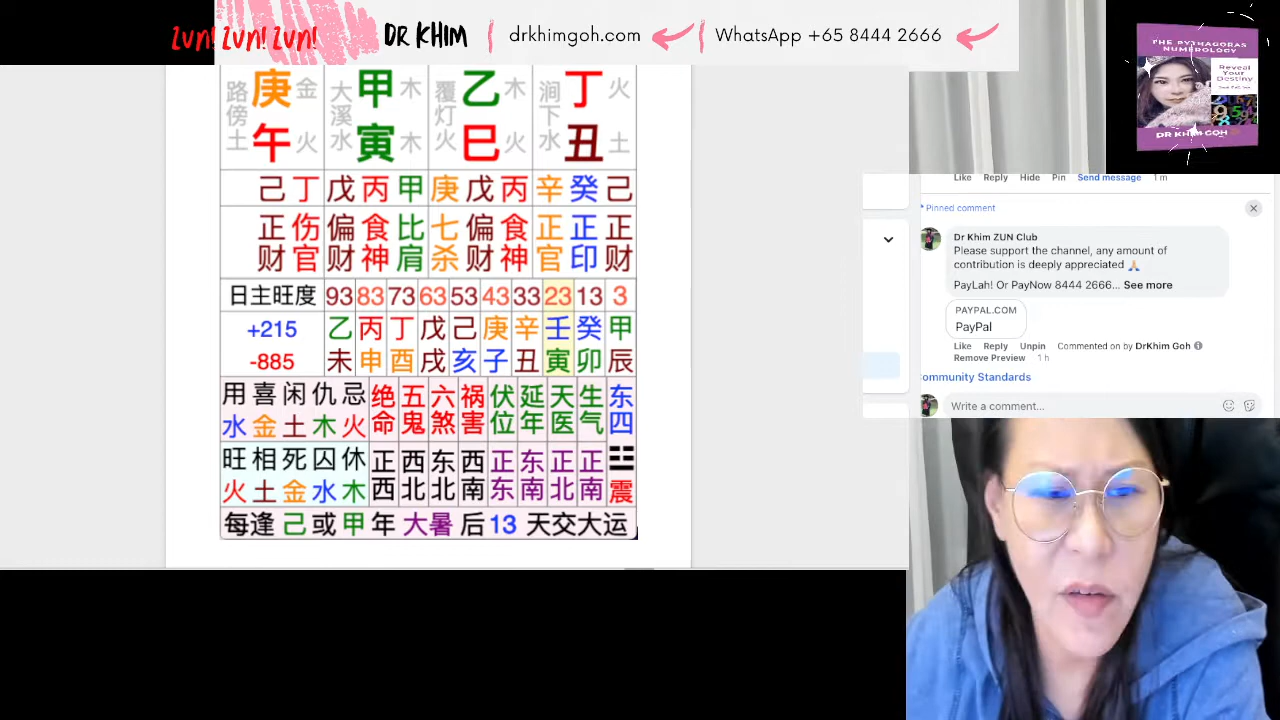 zun! zun! zun! DR KHIM drkhimgoh.com WhatsApp +65 8444 2666
THE PYTHAGORAS
NUMEROLOGY
Reveal
Your
Destiny
DR KHIM GOH
路傍土 庚 金 大溪水 甲 木 覆灯火 乙 木 涧下水 丁 火
午 火 寅 木 巳 火 丑 土
己 丁 戊 丙 甲 庚 戊 丙 辛 癸 己
正财 伤官 偏财 食神 比肩 七杀 偏财 食神 正官 正印 正财
日主旺度 93 83 73 63 53 43 33 23 13 3
+215 乙 丙 丁 戊 己 庚 辛 壬 癸 甲
-885 未 申 酉 戌 亥 子 丑 寅 卯 辰
用 喜 闲 仇 忌 绝命 五鬼 六煞 祸害 伏位 延年 天医 生气 东四
水 金 土 木 火
旺 相 死 囚 休 正西 西北 东北 西南 正东 东南 正北 正南 ☳
火 土 金 水 木 震
每逢 己 或 甲 年 大暑 后 13 天交大运
Like Reply Hide Pin Send message 1 m
Pinned comment
Dr Khim ZUN Club
Please support the channel, any amount of
contribution is deeply appreciated 🙏
PayLah! Or PayNow 8444 2666... See more
PAYPAL.COM
PayPal
Like Reply Unpin Commented on by DrKhim Goh
Remove Preview 1 h
ommunity Standards
Write a comment...